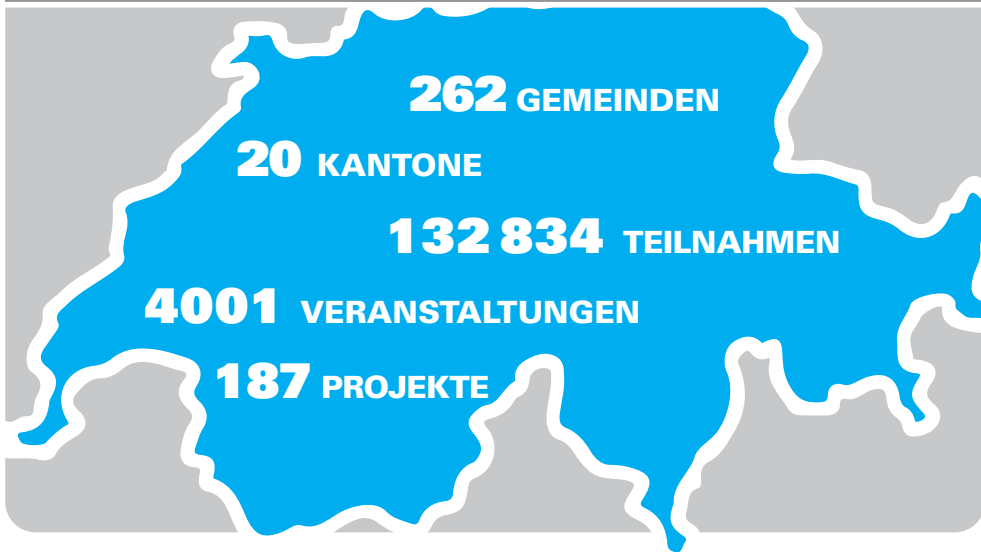 262 GEMEINDEN
20 KANTONE
132 834 TEILNAHMEN
4001 VERANSTALTUNGEN
187 PROJEKTE